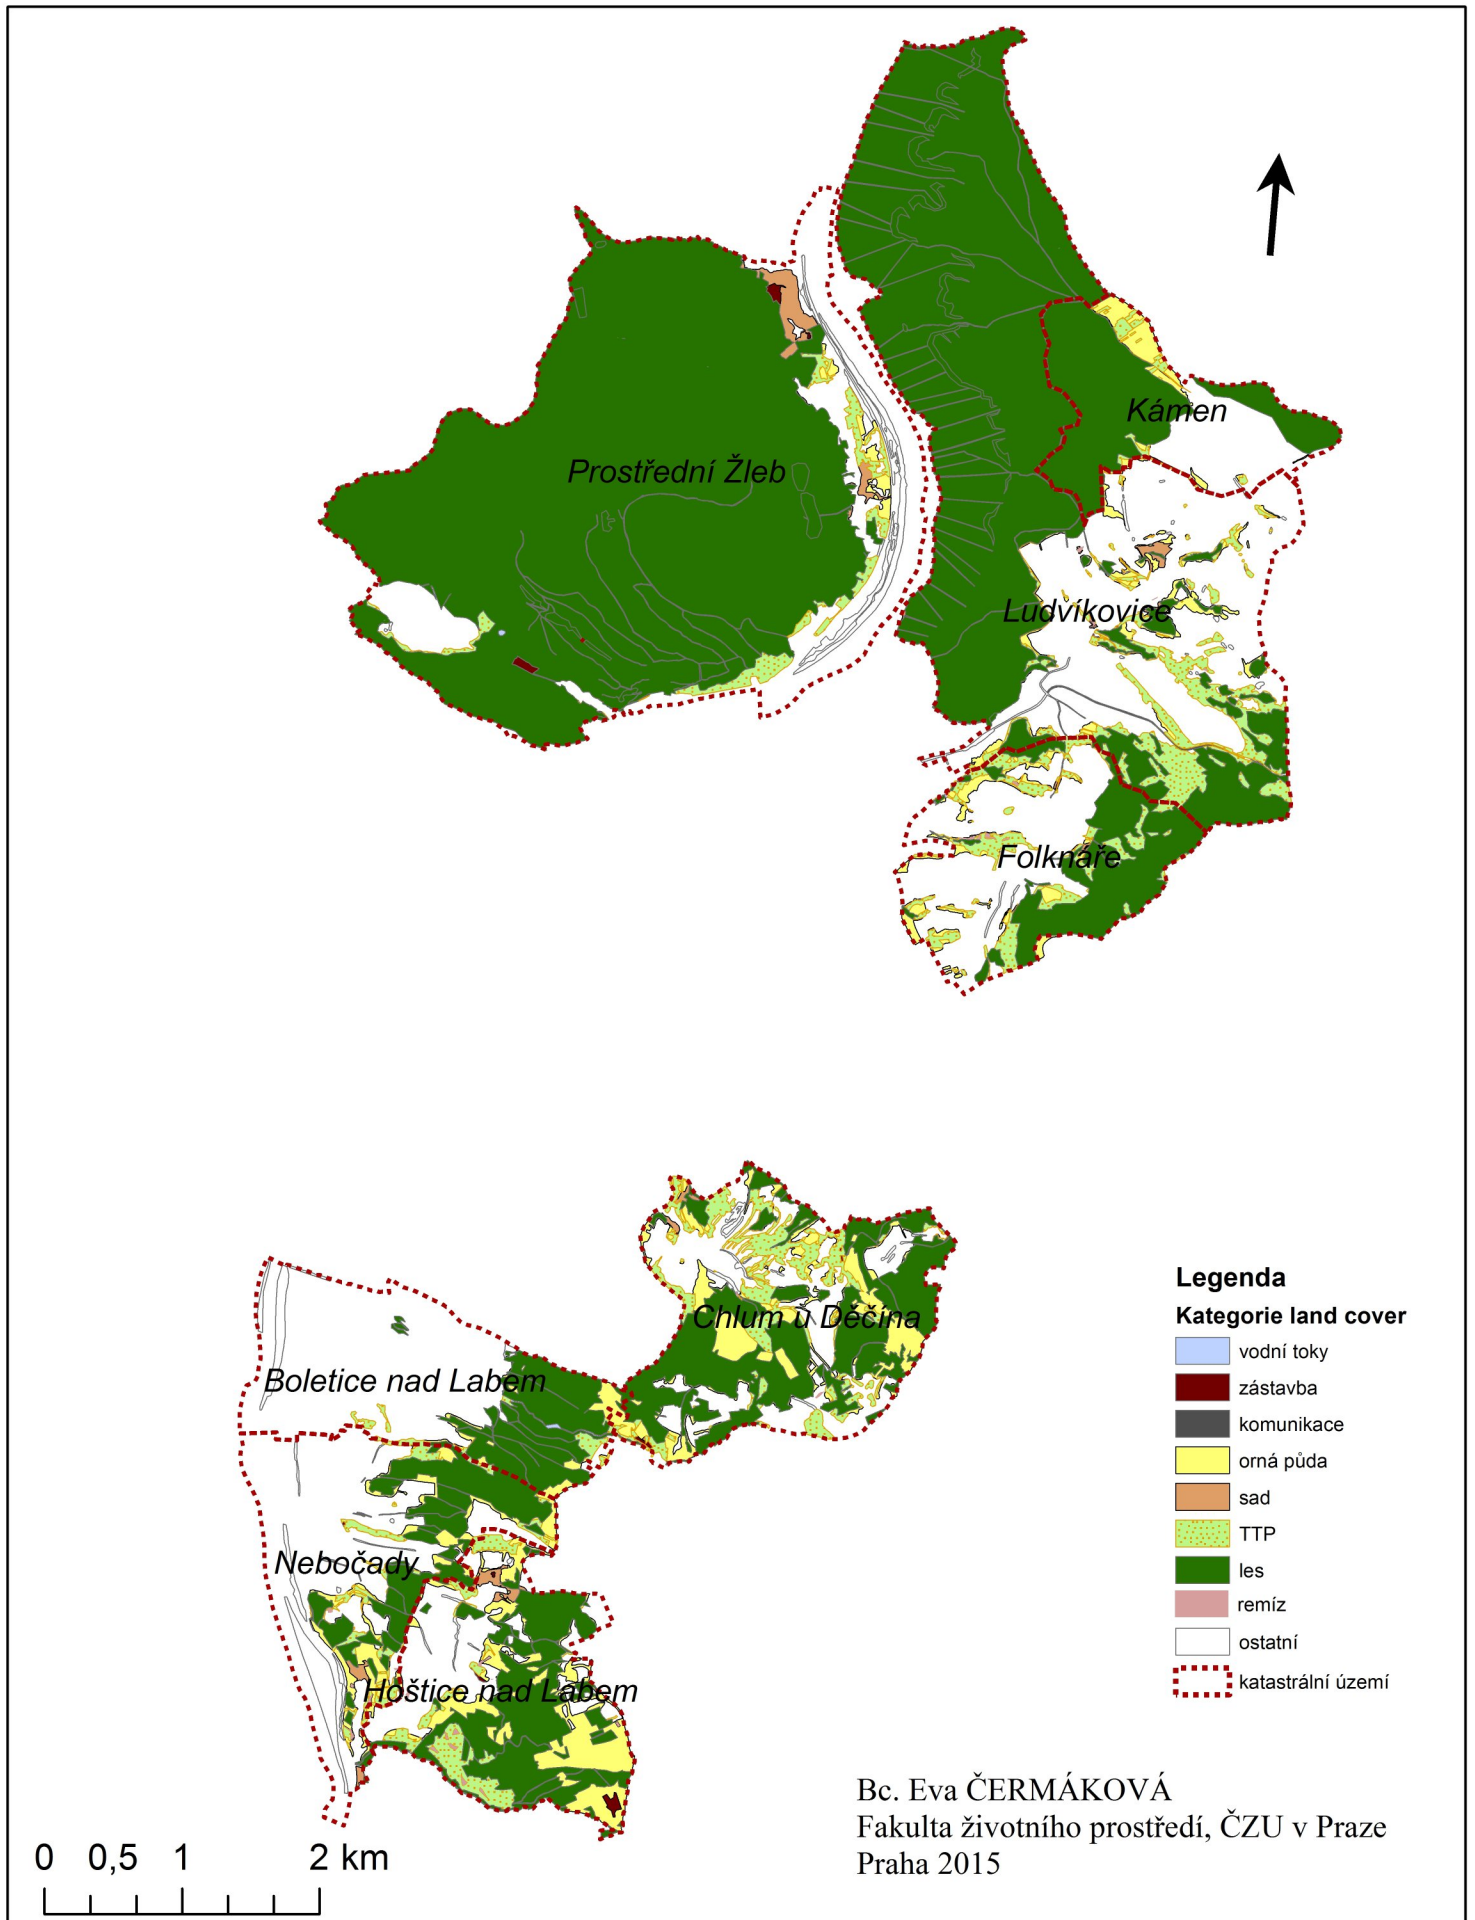 Kámen
Prostřední Žleb
Ludvíkovice
Folknáře
Chlum u Děčína
Boletice nad Labem
Nebočady
Hoštice nad Labem
Legenda
Kategorie land cover
vodní toky
zástavba
komunikace
orná půda
sad
TTP
les
remíz
ostatní
katastrální území
Bc. Eva ČERMÁKOVÁ
Fakulta životního prostředí, ČZU v Praze
Praha 2015
0 0,5 1 2 km